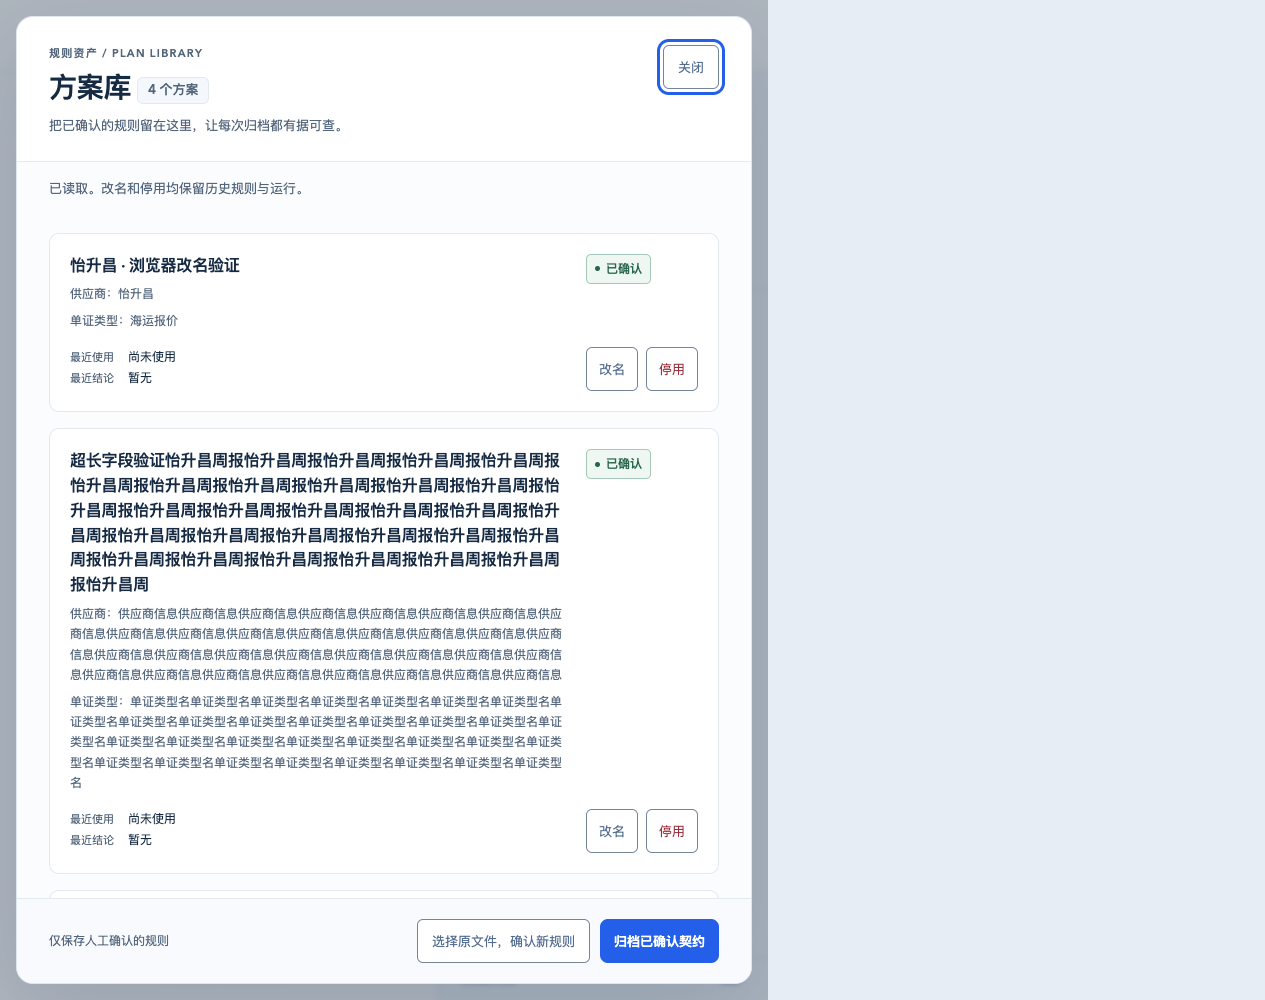 规则资产 / PLAN LIBRARY
方案库 4 个方案
关闭
把已确认的规则留在这里，让每次归档都有据可查。
已读取。改名和停用均保留历史规则与运行。
怡升昌 · 浏览器改名验证
已确认
供应商：怡升昌
单证类型：海运报价
最近使用 尚未使用
最近结论 暂无
改名 停用
超长字段验证怡升昌周报怡升昌周报怡升昌周报怡升昌周报怡升昌周报
怡升昌周报怡升昌周报怡升昌周报怡升昌周报怡升昌周报怡升昌周报怡
升昌周报怡升昌周报怡升昌周报怡升昌周报怡升昌周报怡升昌周报怡升
昌周报怡升昌周报怡升昌周报怡升昌周报怡升昌周报怡升昌周报怡升昌
周报怡升昌周报怡升昌周报怡升昌周报怡升昌周报怡升昌周报怡升昌周
报怡升昌周
已确认
供应商：供应商信息供应商信息供应商信息供应商信息供应商信息供应商信息供应商信息供应
商信息供应商信息供应商信息供应商信息供应商信息供应商信息供应商信息供应商信息供应商
信息供应商信息供应商信息供应商信息供应商信息供应商信息供应商信息供应商信息供应商信
息供应商信息供应商信息供应商信息供应商信息供应商信息供应商信息供应商信息供应商信息
单证类型：单证类型名单证类型名单证类型名单证类型名单证类型名单证类型名单证类型名单
证类型名单证类型名单证类型名单证类型名单证类型名单证类型名单证类型名单证类型名单证
类型名单证类型名单证类型名单证类型名单证类型名单证类型名单证类型名单证类型名单证类
型名单证类型名单证类型名单证类型名单证类型名单证类型名单证类型名单证类型名单证类型
名
最近使用 尚未使用
最近结论 暂无
改名 停用
仅保存人工确认的规则
选择原文件，确认新规则
归档已确认契约